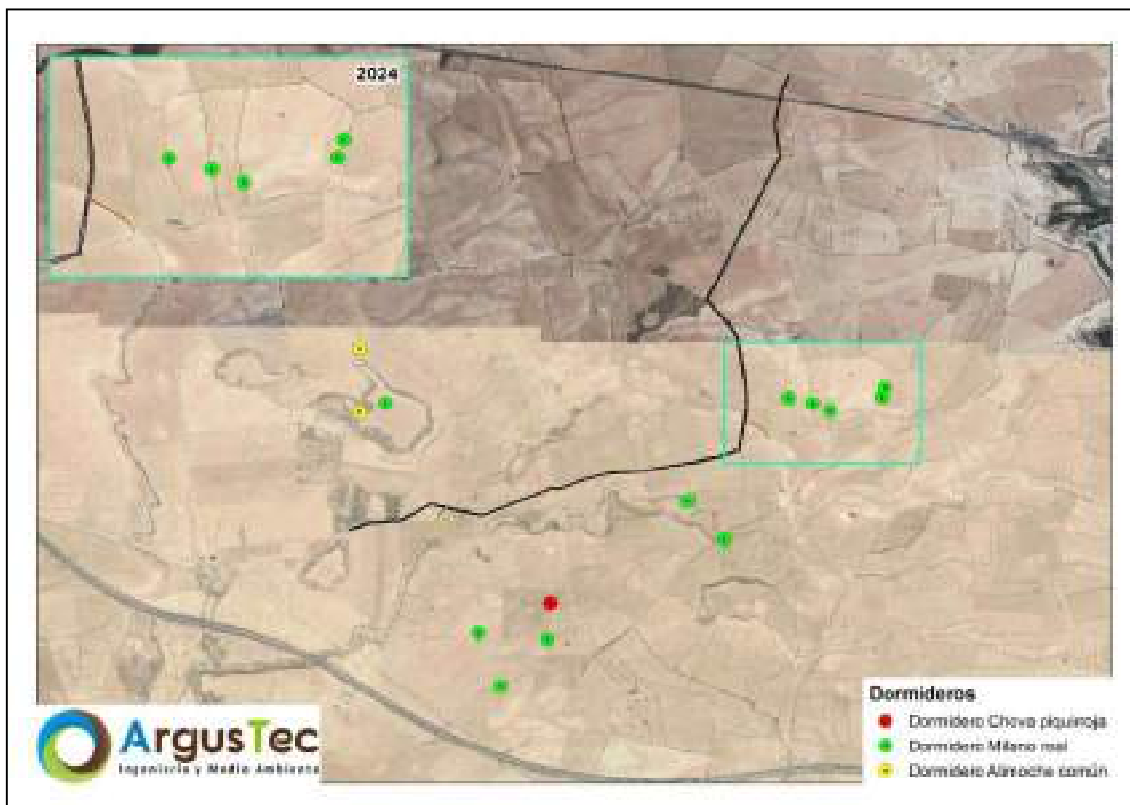 2024
Dormideros
Dormidero Chova piquirroja
Dormidero Milano real
Dormidero Alimoche común
ArgusTec
Ingeniería y Medio Ambiente